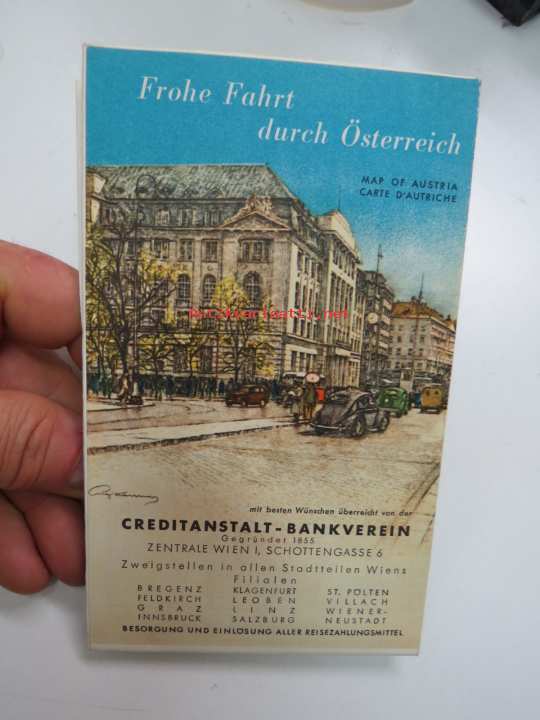 Frohe Fahrt
durch Österreich
MAP OF AUSTRIA
CARTE D'AUTRICHE
mit besten Wünschen überreicht von der
CREDITANSTALT-BANKVEREIN
Gegründet 1855
ZENTRALE WIEN I, SCHOTTENGASSE 6
Zweigstellen in allen Stadtteilen Wiens
Filialen
BREGENZ KLAGENFURT ST. PÖLTEN
FELDKIRCH LEOBEN VILLACH
GRAZ LINZ WIENER-
INNSBRUCK SALZBURG NEUSTADT
BESORGUNG UND EINLÖSUNG ALLER REISEZAHLUNGSMITTEL